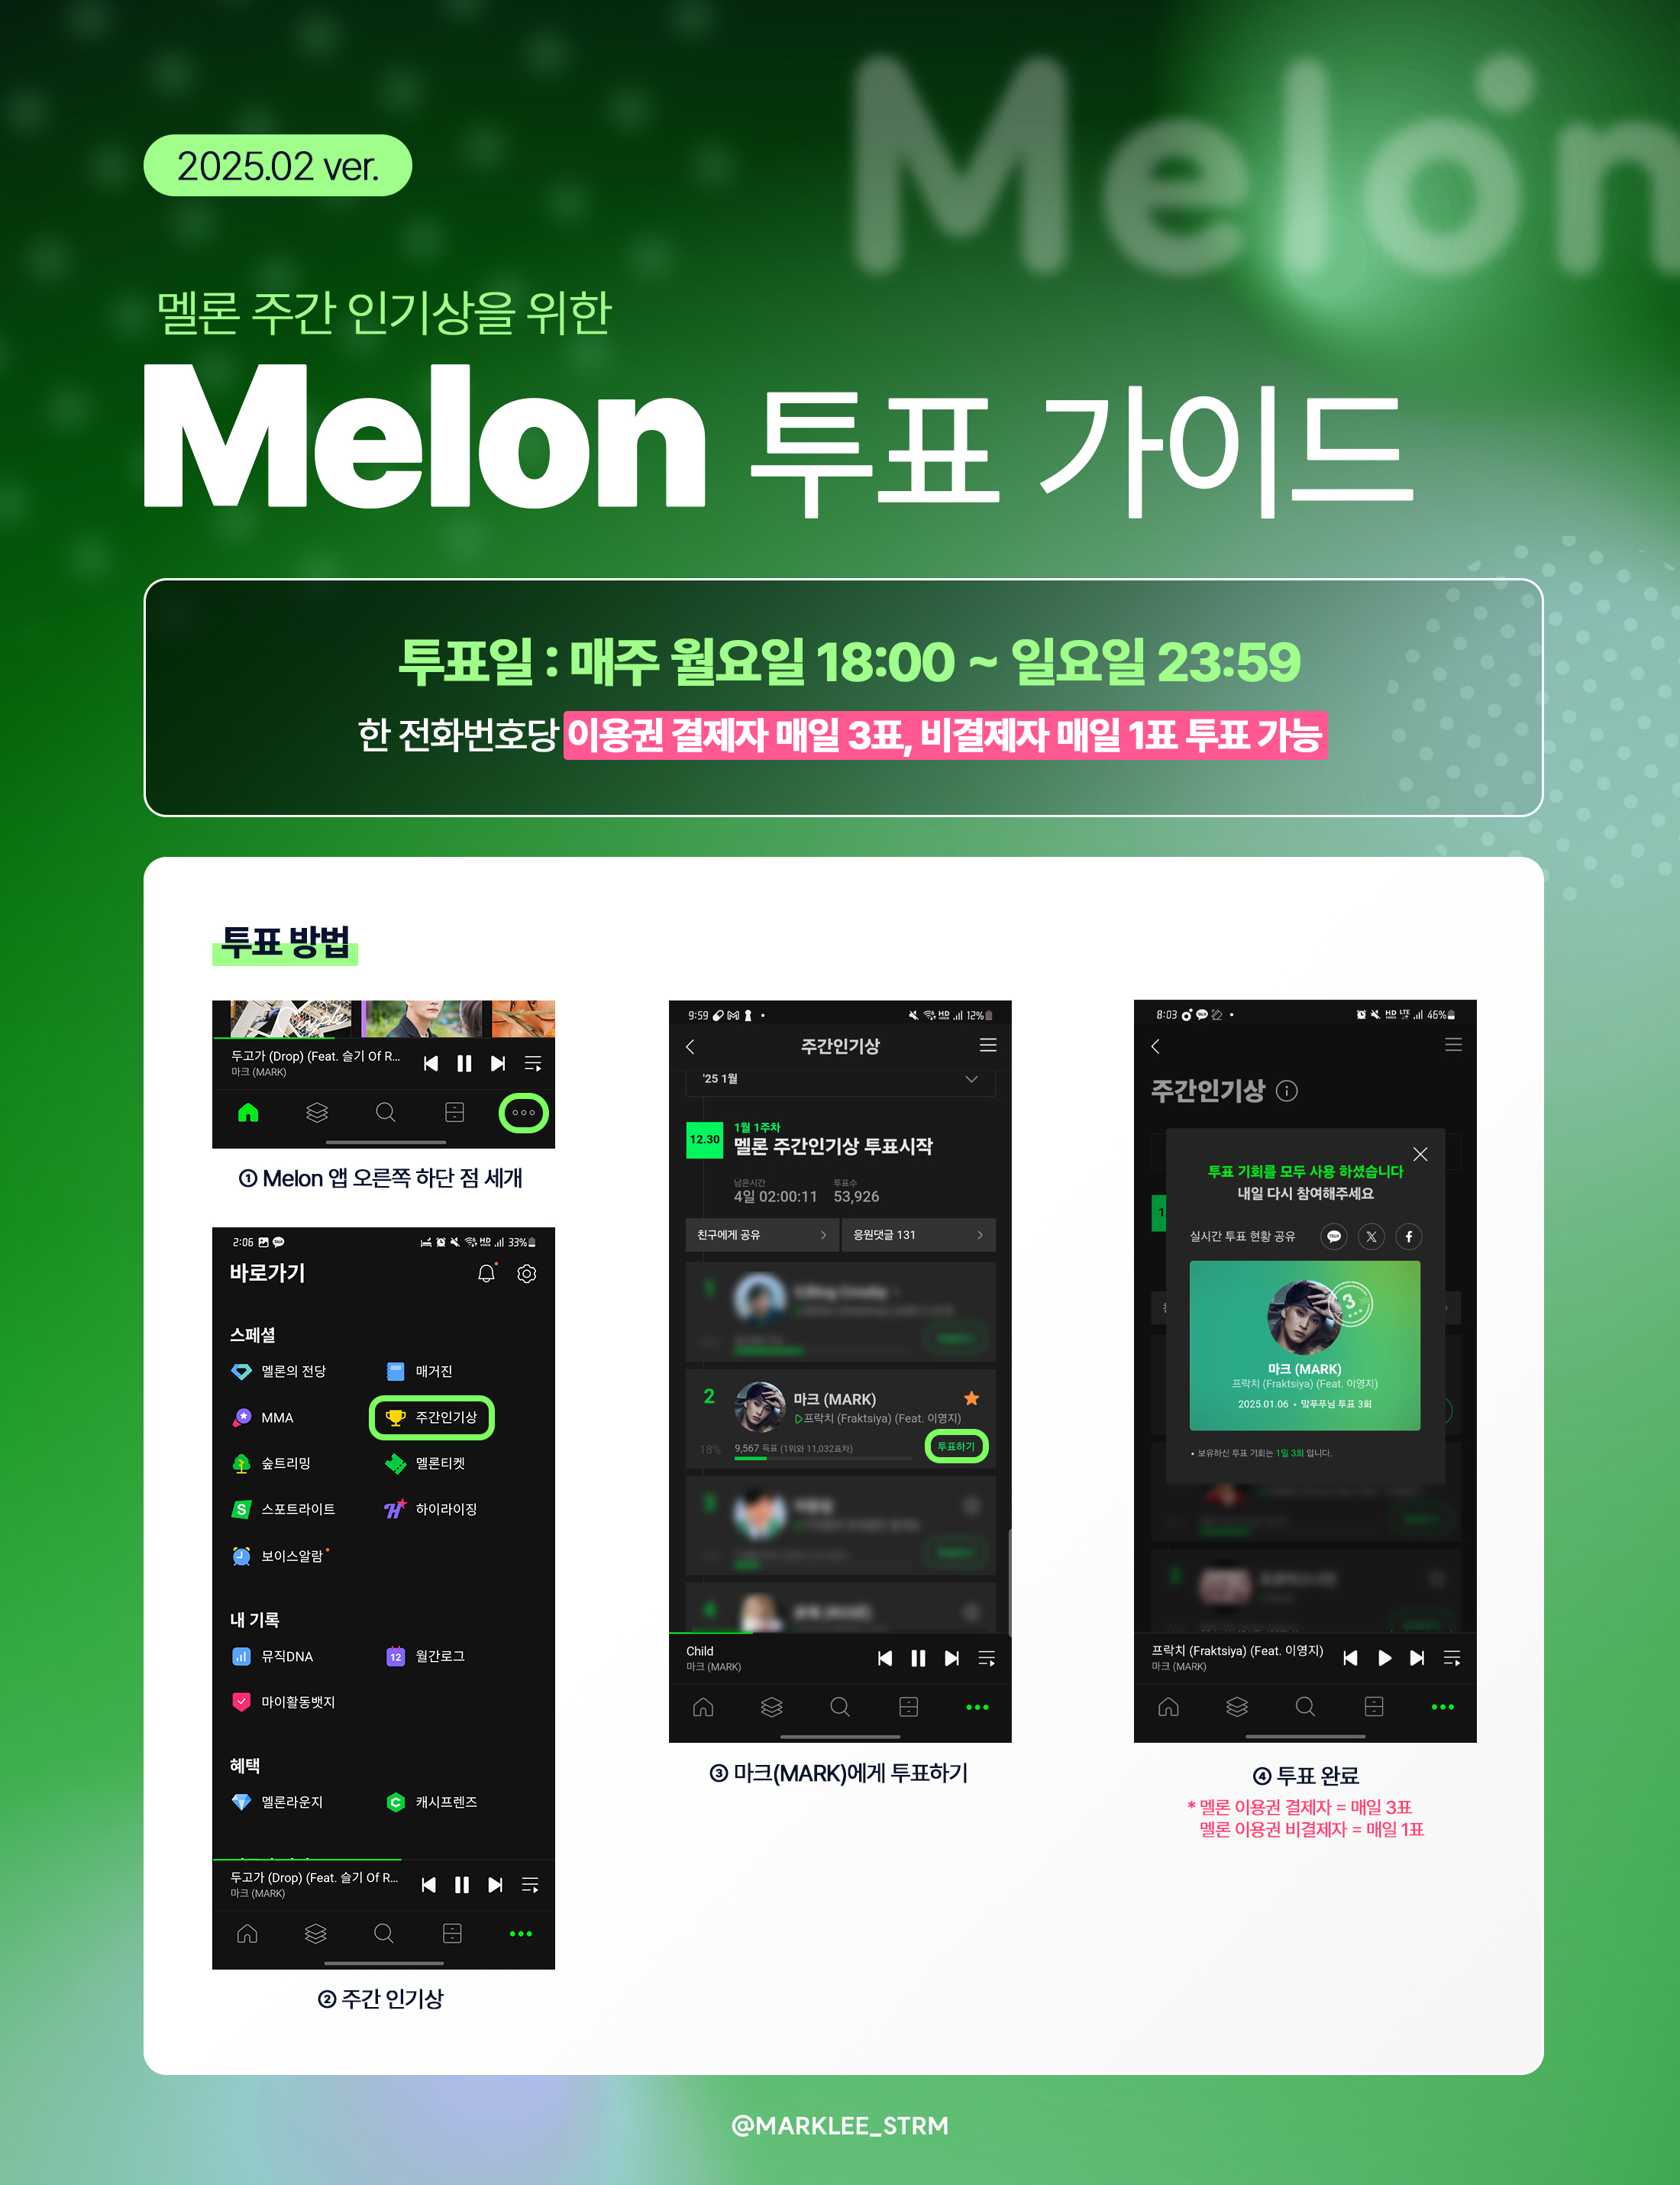 Melon
2025.02 ver.
멜론 주간 인기상을 위한
Melon 투표 가이드
투표일 : 매주 월요일 18:00 ~ 일요일 23:59
한 전화번호당 이용권 결제자 매일 3표, 비결제자 매일 1표 투표 가능
투표 방법
두고가 (Drop) (Feat. 슬기 Of R...
마크 (MARK)
① Melon 앱 오른쪽 하단 점 세개
2:06
33%
바로가기
스페셜
멜론의 전당
매거진
MMA
주간인기상
숲트리밍
멜론티켓
스포트라이트
하이라이징
보이스알람
내 기록
뮤직DNA
12
월간로그
마이활동뱃지
혜택
멜론라운지
캐시프렌즈
두고가 (Drop) (Feat. 슬기 Of R...
마크 (MARK)
② 주간 인기상
9:59
12%
주간인기상
'25 1월
12.30
1월 1주차
멜론 주간인기상 투표시작
남은시간
투표수
4일 02:00:11
53,926
친구에게 공유
응원댓글 131
1
2
마크 (MARK)
프락치 (Fraktsiya) (Feat. 이영지)
18%
9,567 득표 (1위와 11,032표차)
투표하기
3
4
Child
마크 (MARK)
③ 마크(MARK)에게 투표하기
8:03
46%
주간인기상
투표 기회를 모두 사용 하셨습니다
내일 다시 참여해주세요
실시간 투표 현황 공유
3
마크 (MARK)
프락치 (Fraktsiya) (Feat. 이영지)
2025.01.06 • 맠푸푸님 투표 3회
• 보유하신 투표 기회는 1일 3회 입니다.
프락치 (Fraktsiya) (Feat. 이영지)
마크 (MARK)
④ 투표 완료
* 멜론 이용권 결제자 = 매일 3표
멜론 이용권 비결제자 = 매일 1표
@MARKLEE_STRM